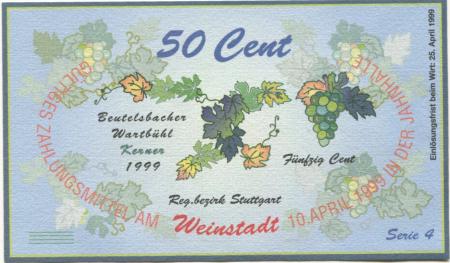 50 Cent
GÜLTIGES ZAHLUNGSMITTEL AM 10. APRIL 1999 IN DER JAHNHALLE
Beutelsbacher
Wartbühl
Kerner
1999
Fünfzig Cent
Reg.bezirk Stuttgart
Weinstadt
Serie 4
Einlösungsfrist beim Wirt: 25. April 1999